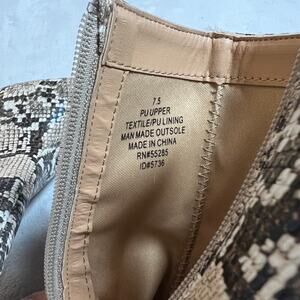 7.5
PU UPPER
TEXTILE/PU LINING
MAN MADE OUTSOLE
MADE IN CHINA
RN#55285
ID#5736